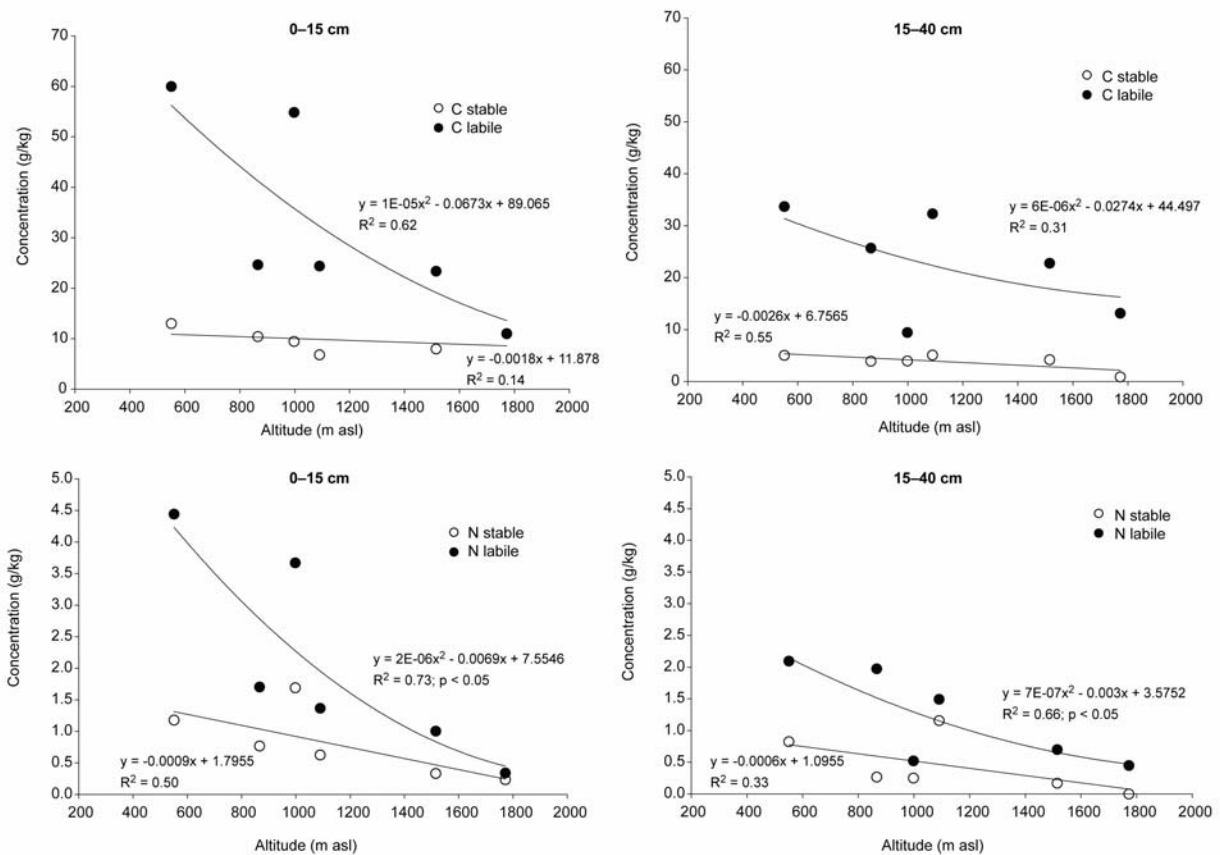 0–15 cm
70
60
50
40
30
20
10
0
Concentration (g/kg)
C stable
C labile
y = 1E-05x² - 0.0673x + 89.065
R² = 0.62
y = -0.0018x + 11.878
R² = 0.14
200 400 600 800 1000 1200 1400 1600 1800 2000
Altitude (m asl)
15–40 cm
70
60
50
40
30
20
10
0
Concentration (g/kg)
C stable
C labile
y = 6E-06x² - 0.0274x + 44.497
R² = 0.31
y = -0.0026x + 6.7565
R² = 0.55
200 400 600 800 1000 1200 1400 1600 1800 2000
Altitude (m asl)
0–15 cm
5.0
4.5
4.0
3.5
3.0
2.5
2.0
1.5
1.0
0.5
0.0
Concentration (g/kg)
N stable
N labile
y = 2E-06x² - 0.0069x + 7.5546
R² = 0.73; p < 0.05
y = -0.0009x + 1.7955
R² = 0.50
200 400 600 800 1000 1200 1400 1600 1800 2000
Altitude (m asl)
15–40 cm
5.0
4.5
4.0
3.5
3.0
2.5
2.0
1.5
1.0
0.5
0.0
Concentration (g/kg)
N stable
N labile
y = 7E-07x² - 0.003x + 3.5752
R² = 0.66; p < 0.05
y = -0.0006x + 1.0955
R² = 0.33
200 400 600 800 1000 1200 1400 1600 1800 2000
Altitude (m asl)